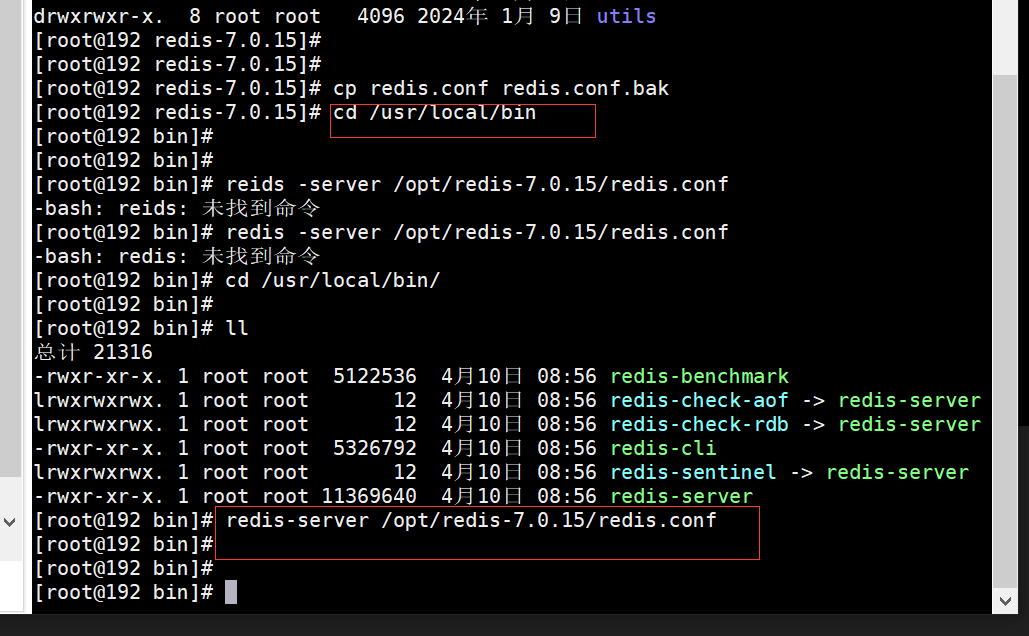 drwxrwxr-x.  8 root root   4096 2024年 1月 9日 utils
[root@192 redis-7.0.15]#
[root@192 redis-7.0.15]#
[root@192 redis-7.0.15]# cp redis.conf redis.conf.bak
[root@192 redis-7.0.15]# cd /usr/local/bin
[root@192 bin]#
[root@192 bin]#
[root@192 bin]# reids -server /opt/redis-7.0.15/redis.conf
-bash: reids: 未找到命令
[root@192 bin]# redis -server /opt/redis-7.0.15/redis.conf
-bash: redis: 未找到命令
[root@192 bin]# cd /usr/local/bin/
[root@192 bin]#
[root@192 bin]# ll
总计 21316
-rwxr-xr-x. 1 root root  5122536  4月10日 08:56 redis-benchmark
lrwxrwxrwx. 1 root root       12  4月10日 08:56 redis-check-aof -> redis-server
lrwxrwxrwx. 1 root root       12  4月10日 08:56 redis-check-rdb -> redis-server
-rwxr-xr-x. 1 root root  5326792  4月10日 08:56 redis-cli
lrwxrwxrwx. 1 root root       12  4月10日 08:56 redis-sentinel -> redis-server
-rwxr-xr-x. 1 root root 11369640  4月10日 08:56 redis-server
[root@192 bin]# redis-server /opt/redis-7.0.15/redis.conf
[root@192 bin]#
[root@192 bin]#
[root@192 bin]#